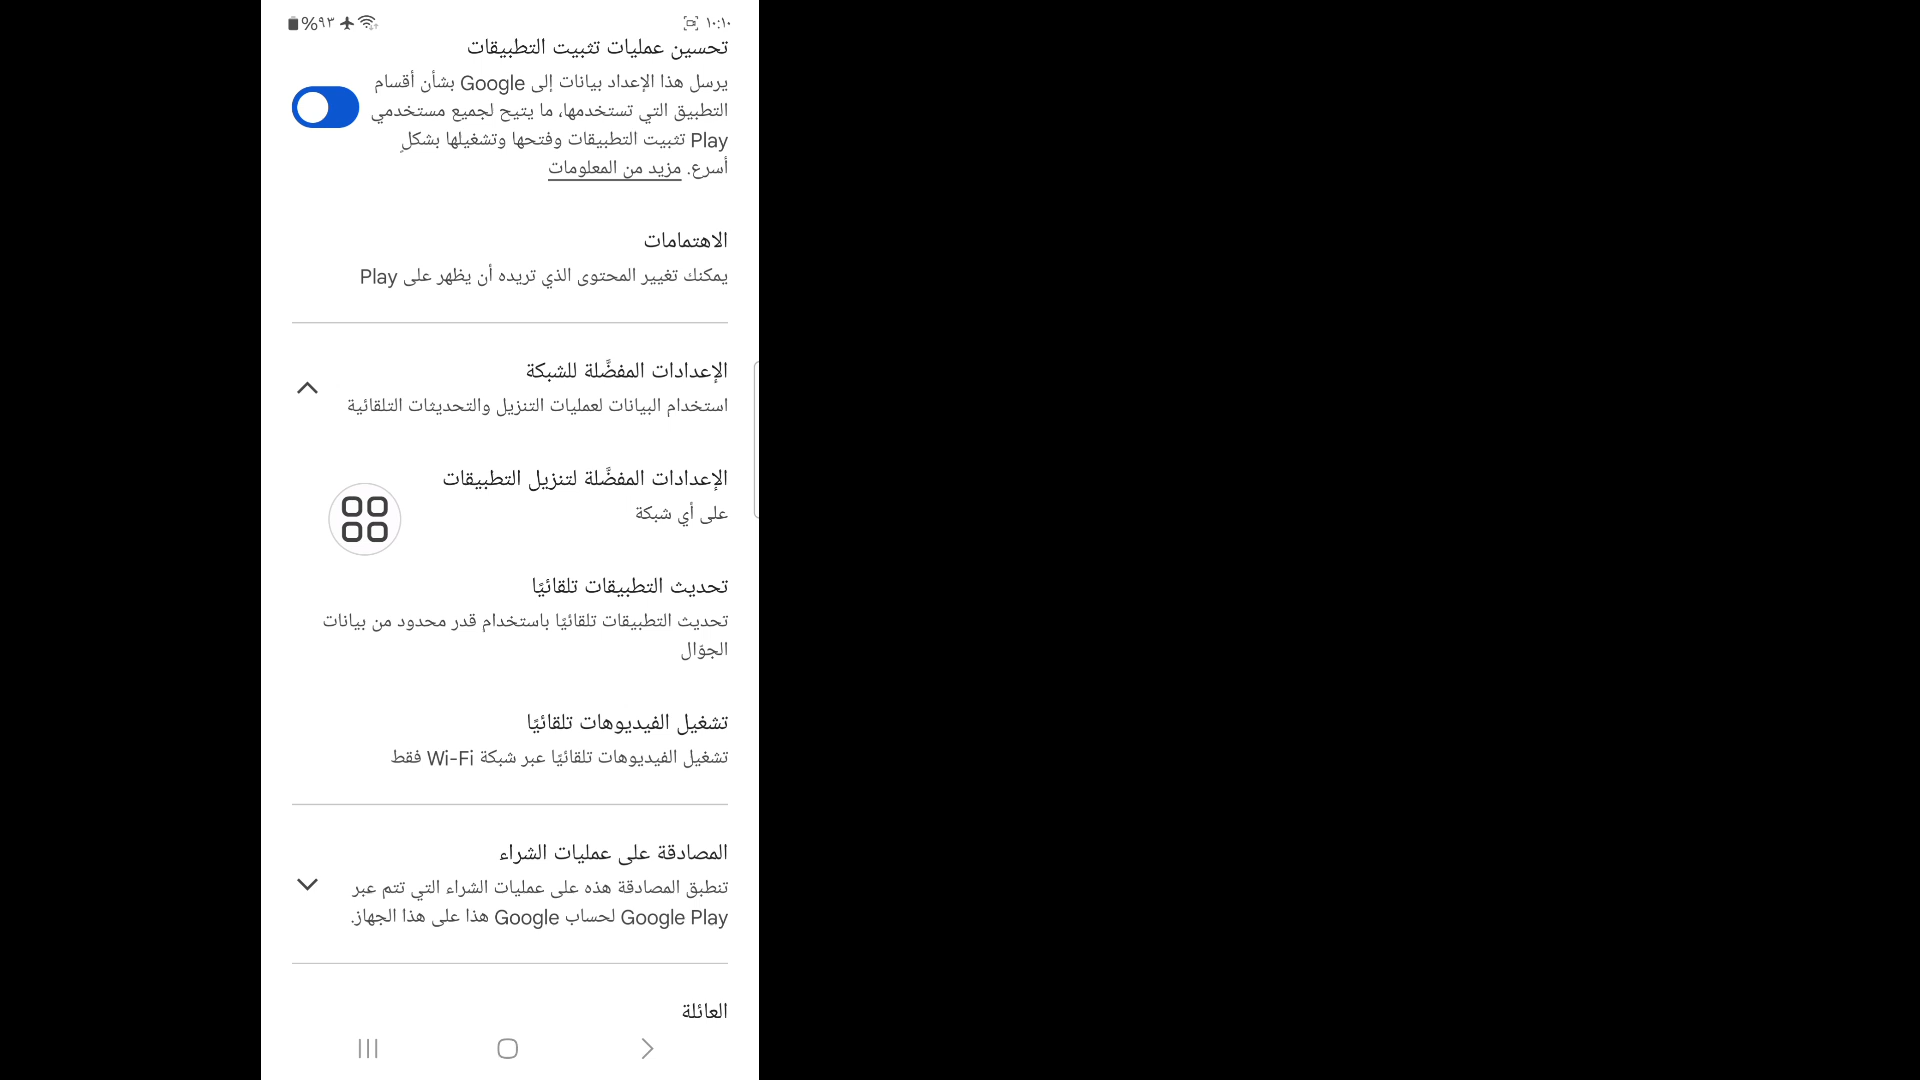 ١٠:١٠
%٩٣
تحسين عمليات تثبيت التطبيقات
يرسل هذا الإعداد بيانات إلى Google بشأن أقسام
التطبيق التي تستخدمها، ما يتيح لجميع مستخدمي
Play تثبيت التطبيقات وفتحها وتشغيلها بشكلٍ
أسرع. مزيد من المعلومات
الاهتمامات
يمكنك تغيير المحتوى الذي تريده أن يظهر على Play
الإعدادات المفضَّلة للشبكة
استخدام البيانات لعمليات التنزيل والتحديثات التلقائية
الإعدادات المفضَّلة لتنزيل التطبيقات
على أي شبكة
تحديث التطبيقات تلقائيًا
تحديث التطبيقات تلقائيًا باستخدام قدر محدود من بيانات
الجوّال
تشغيل الفيديوهات تلقائيًا
تشغيل الفيديوهات تلقائيًا عبر شبكة Wi-Fi فقط
المصادقة على عمليات الشراء
تنطبق المصادقة هذه على عمليات الشراء التي تتم عبر
Google Play لحساب Google هذا على هذا الجهاز.
العائلة